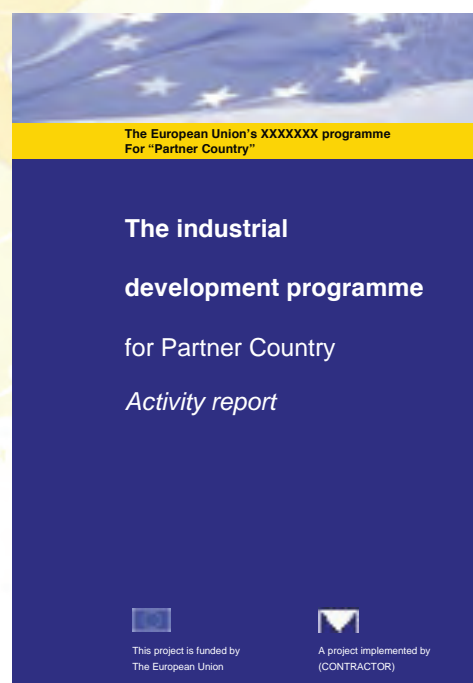 The European Union's XXXXXXX programme
For “Partner Country”
The industrial
development programme
for Partner Country
Activity report
This project is funded by
The European Union
A project implemented by
(CONTRACTOR)